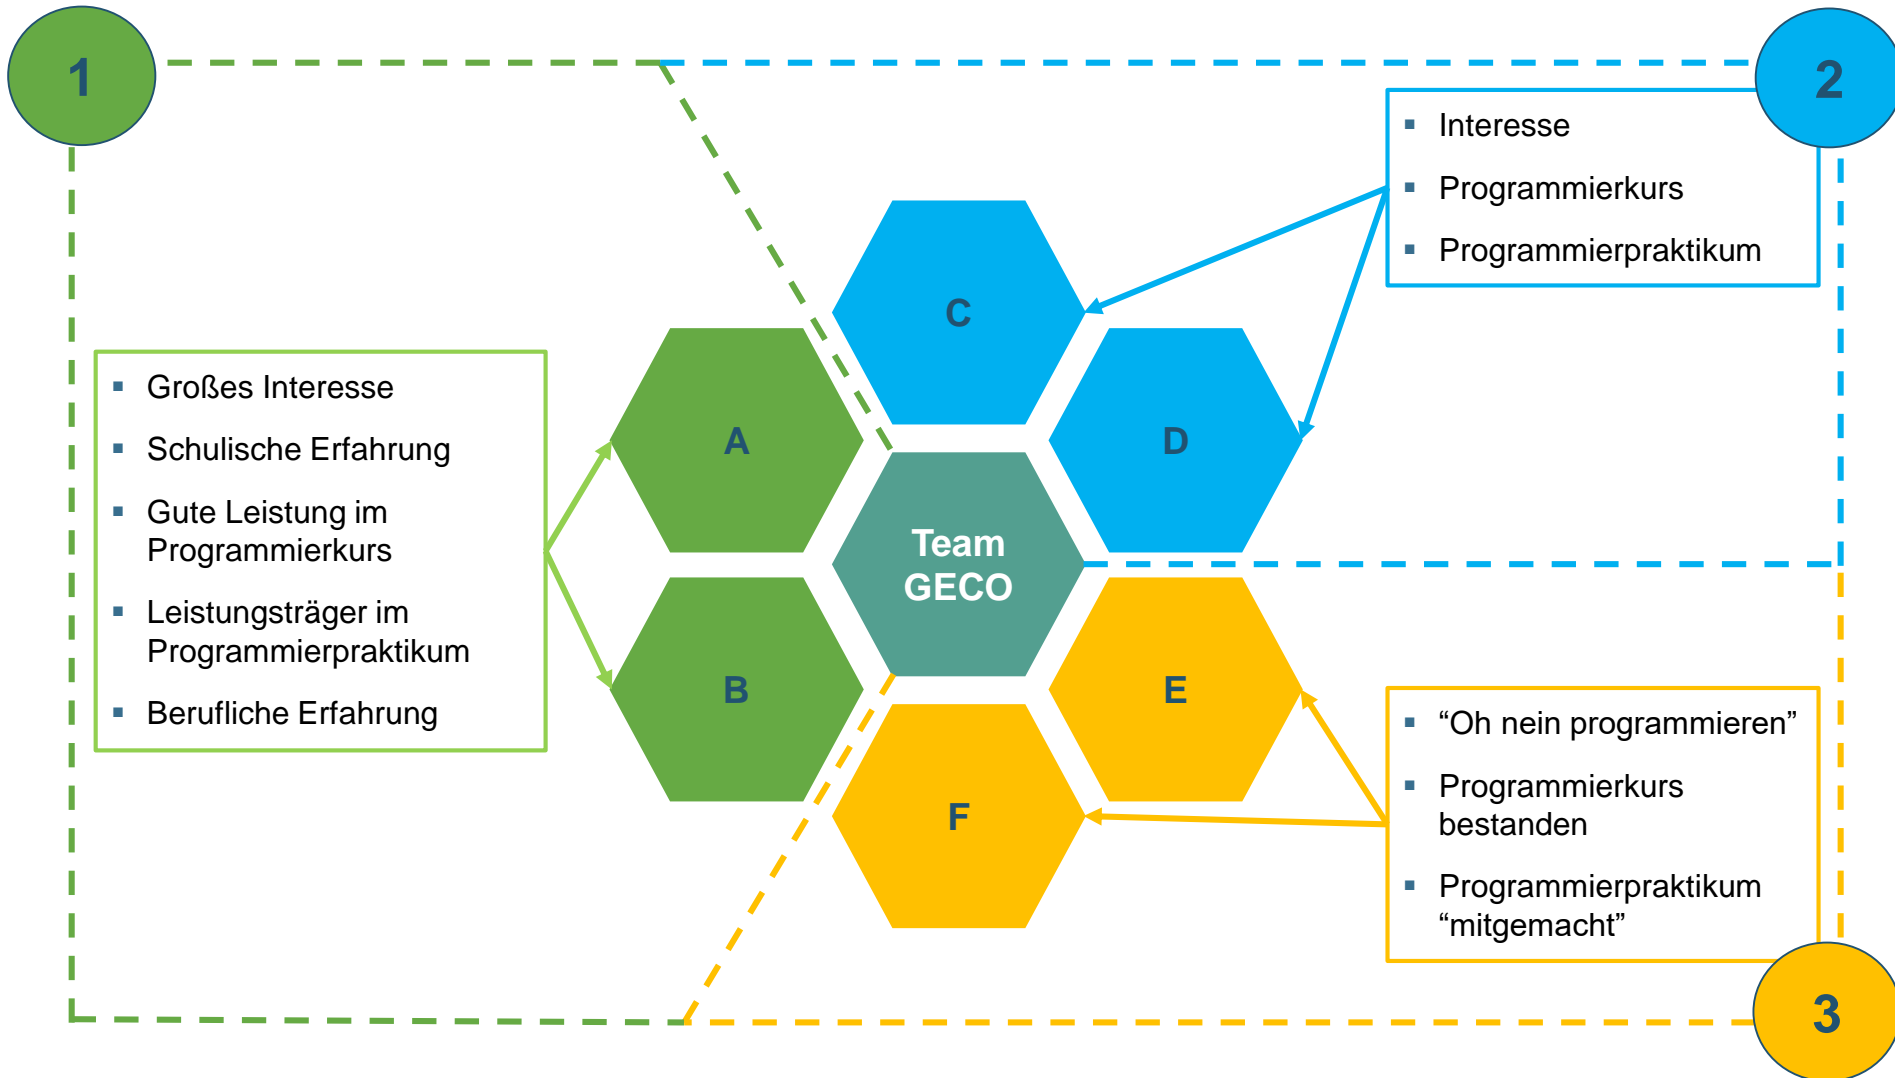 1
2
Interesse
Programmierkurs
Programmierpraktikum
C
Großes Interesse
Schulische Erfahrung
Gute Leistung im
Programmierkurs
Leistungsträger im
Programmierpraktikum
Berufliche Erfahrung
A
D
Team
GECO
B
E
F
“Oh nein programmieren”
Programmierkurs
bestanden
Programmierpraktikum
“mitgemacht”
3